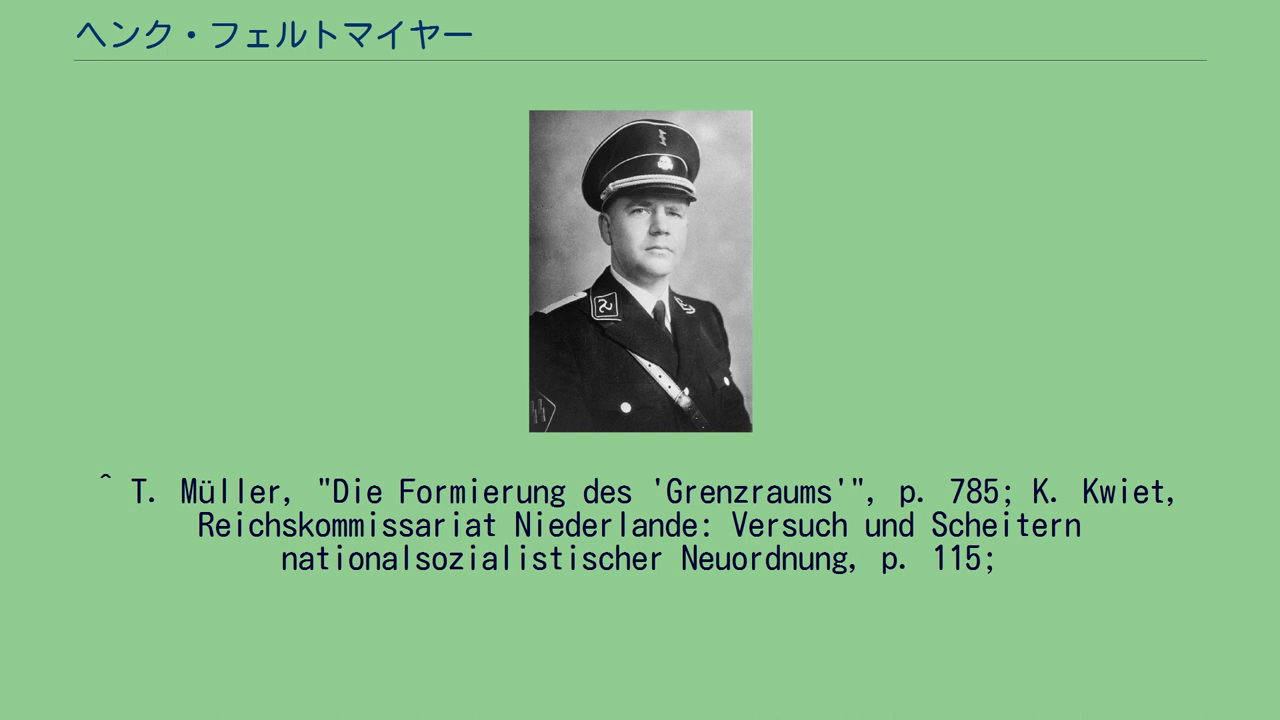 ヘンク・フェルトマイヤー
^ T. Müller, "Die Formierung des 'Grenzraums'", p. 785; K. Kwiet,
Reichskommissariat Niederlande: Versuch und Scheitern
nationalsozialistischer Neuordnung, p. 115;